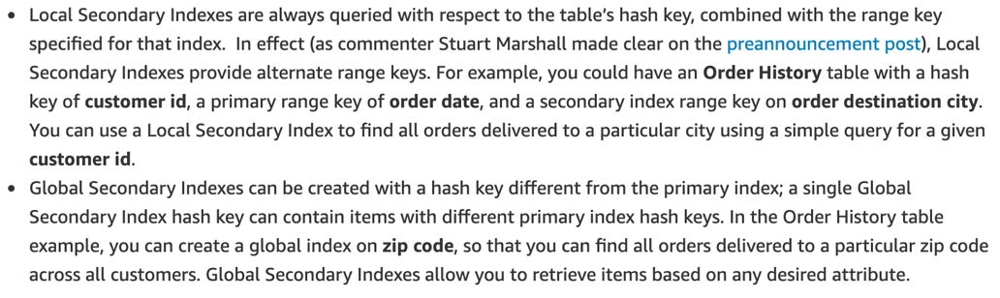 • Local Secondary Indexes are always queried with respect to the table’s hash key, combined with the range key
specified for that index.  In effect (as commenter Stuart Marshall made clear on the preannouncement post), Local
Secondary Indexes provide alternate range keys. For example, you could have an Order History table with a hash
key of customer id, a primary range key of order date, and a secondary index range key on order destination city.
You can use a Local Secondary Index to find all orders delivered to a particular city using a simple query for a given
customer id.
• Global Secondary Indexes can be created with a hash key different from the primary index; a single Global
Secondary Index hash key can contain items with different primary index hash keys. In the Order History table
example, you can create a global index on zip code, so that you can find all orders delivered to a particular zip code
across all customers. Global Secondary Indexes allow you to retrieve items based on any desired attribute.